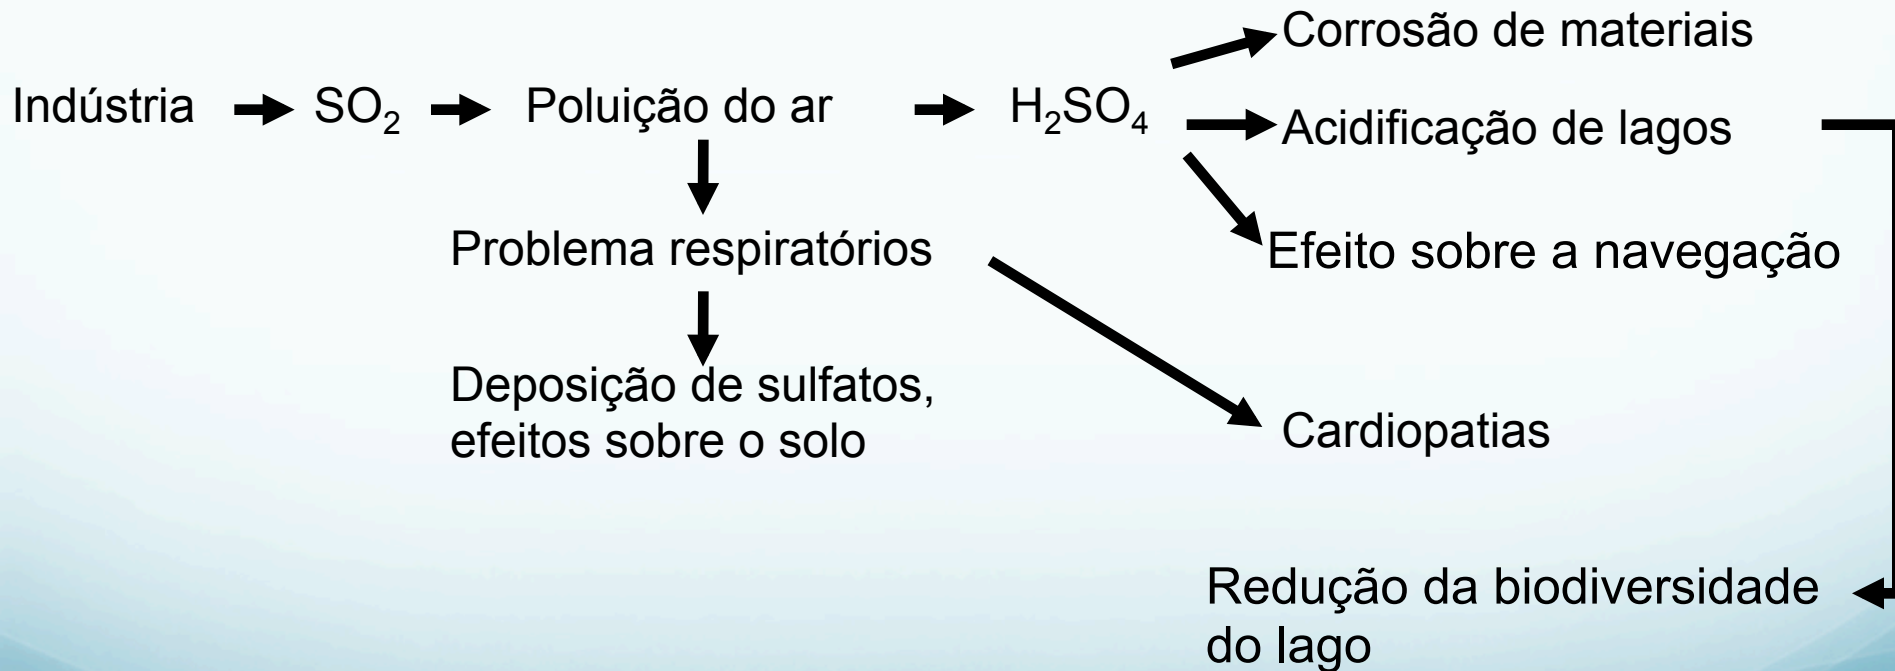 Corrosão de materiais
Indústria
SO₂
Poluição do ar
H₂SO₄
Acidificação de lagos
Problema respiratórios
Efeito sobre a navegação
Deposição de sulfatos,
efeitos sobre o solo
Cardiopatias
Redução da biodiversidade
do lago